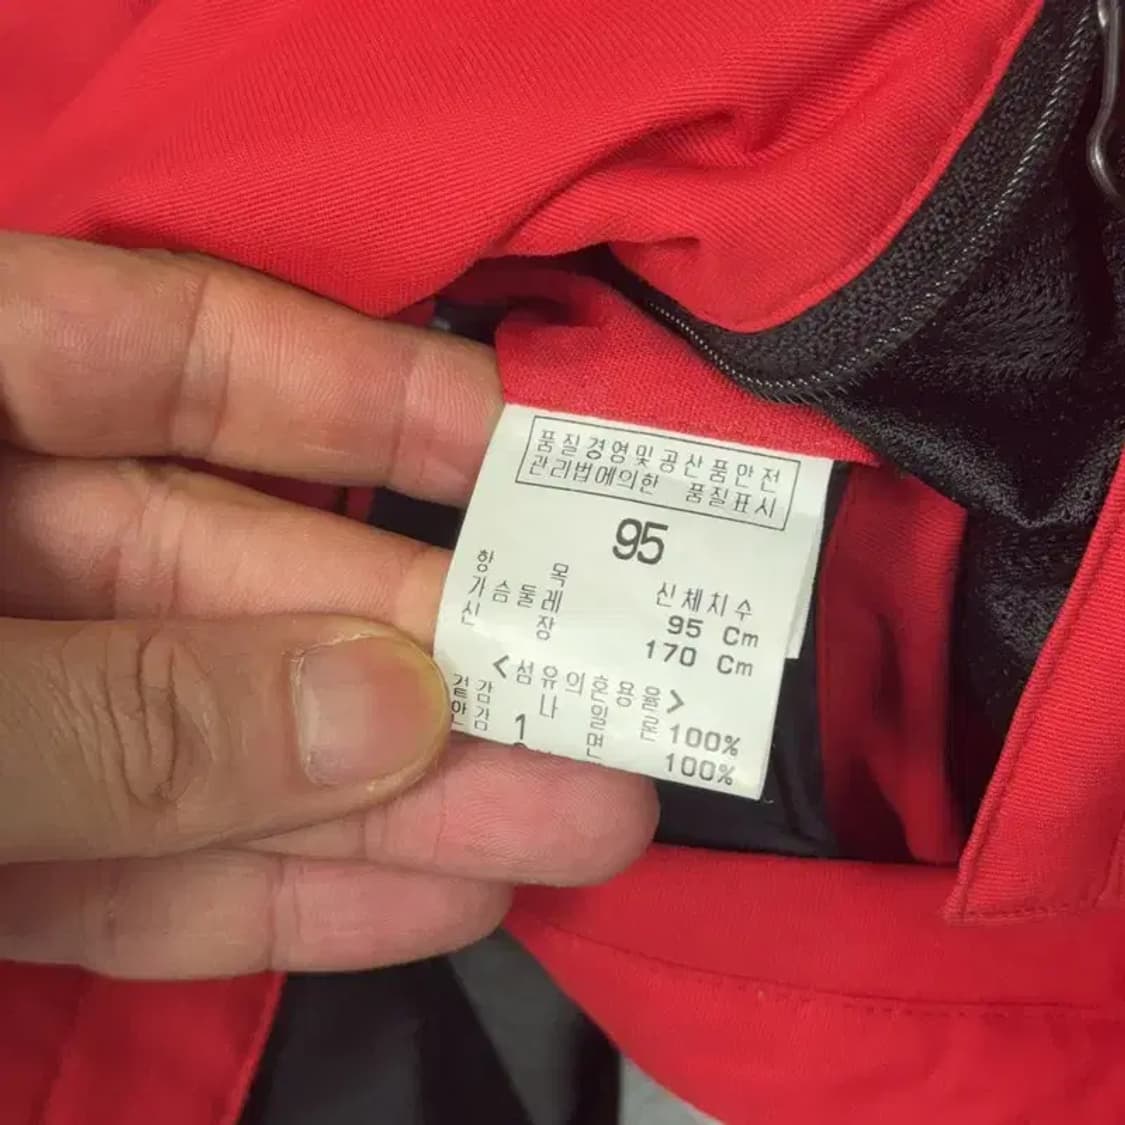 품질경영및공산품안전
관리법에의한 품질표시
95
항 목 신체치수
가슴둘레 95 Cm
신 장 170 Cm
<섬유의혼용율>
겉감 나 일 론 100%
안감 1 면 100%